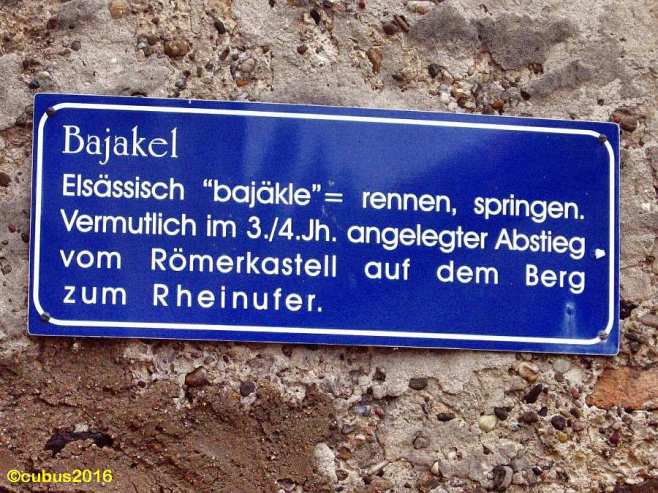 Bajakel
Elsässisch “bajäkle”= rennen, springen.
Vermutlich im 3./4.Jh. angelegter Abstieg
vom Römerkastell auf dem Berg
zum Rheinufer.
©cubus2016